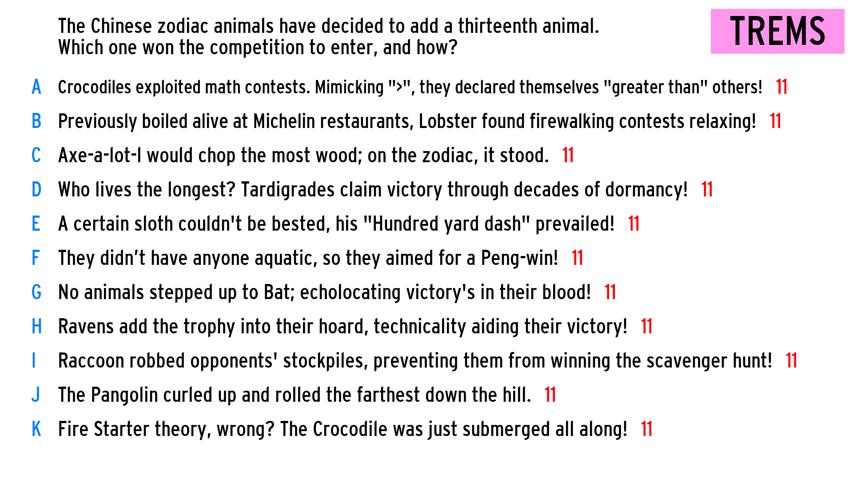 The Chinese zodiac animals have decided to add a thirteenth animal.
Which one won the competition to enter, and how?
TREMS
A Crocodiles exploited math contests. Mimicking ">", they declared themselves "greater than" others! 11
B Previously boiled alive at Michelin restaurants, Lobster found firewalking contests relaxing! 11
C Axe-a-lot-l would chop the most wood; on the zodiac, it stood. 11
D Who lives the longest? Tardigrades claim victory through decades of dormancy! 11
E A certain sloth couldn't be bested, his "Hundred yard dash" prevailed! 11
F They didn’t have anyone aquatic, so they aimed for a Peng-win! 11
G No animals stepped up to Bat; echolocating victory's in their blood! 11
H Ravens add the trophy into their hoard, technicality aiding their victory! 11
I Raccoon robbed opponents' stockpiles, preventing them from winning the scavenger hunt! 11
J The Pangolin curled up and rolled the farthest down the hill. 11
K Fire Starter theory, wrong? The Crocodile was just submerged all along! 11